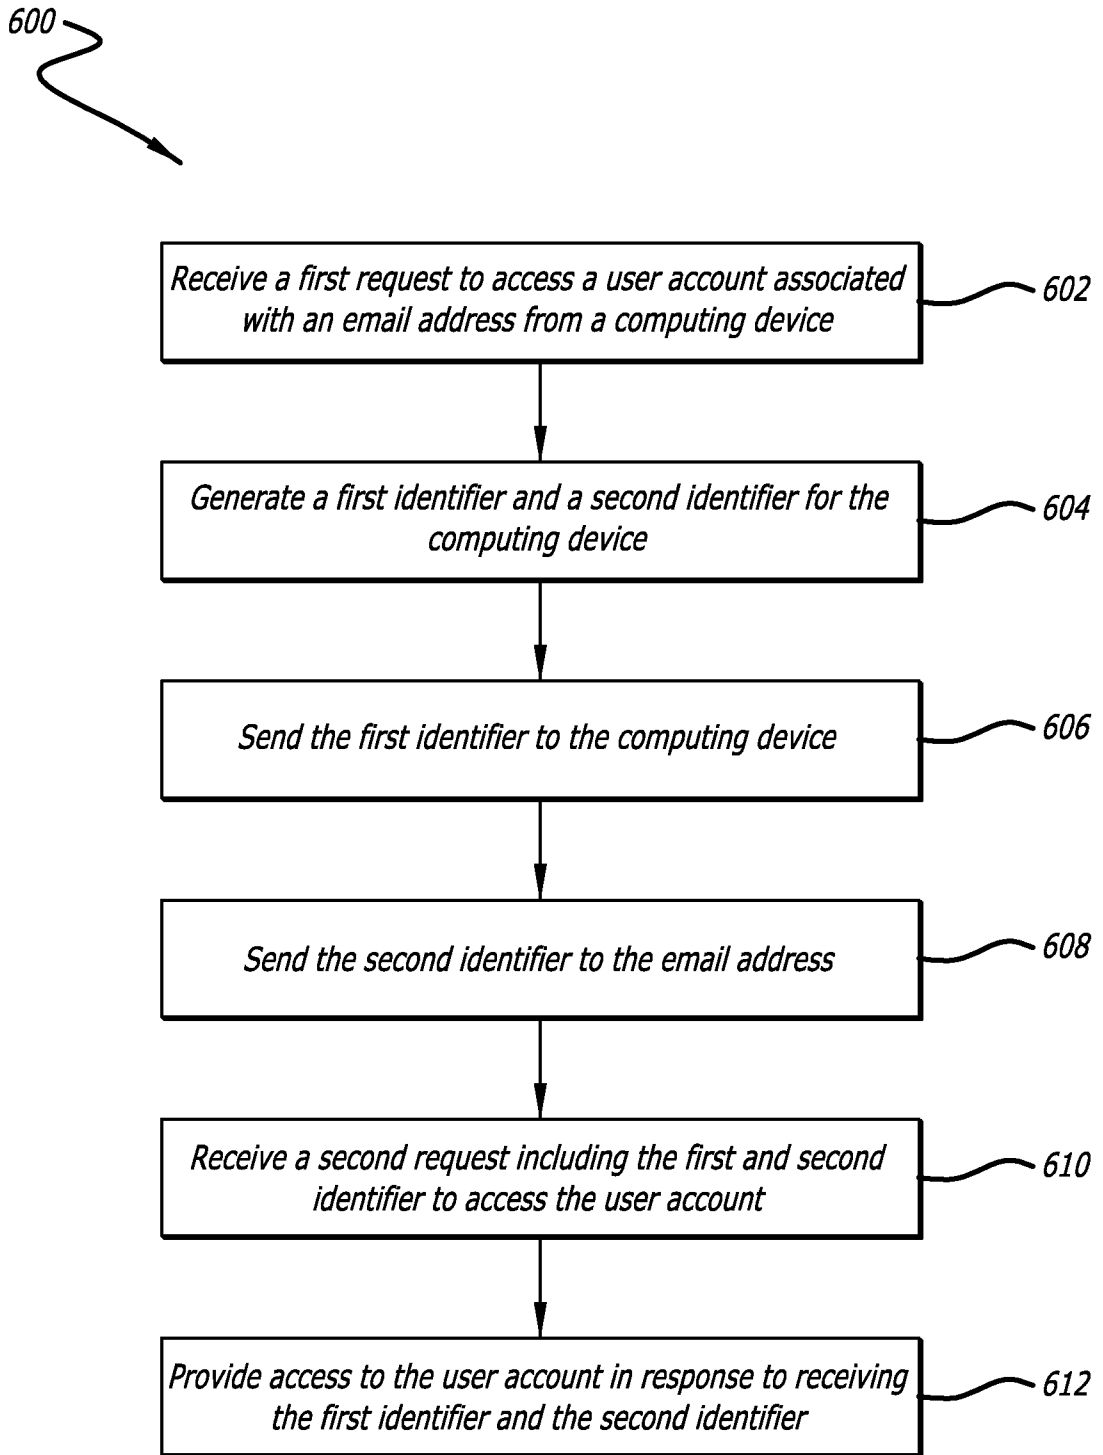 600
Receive a first request to access a user account associated
with an email address from a computing device
602
Generate a first identifier and a second identifier for the
computing device
604
Send the first identifier to the computing device
606
Send the second identifier to the email address
608
Receive a second request including the first and second
identifier to access the user account
610
Provide access to the user account in response to receiving
the first identifier and the second identifier
612